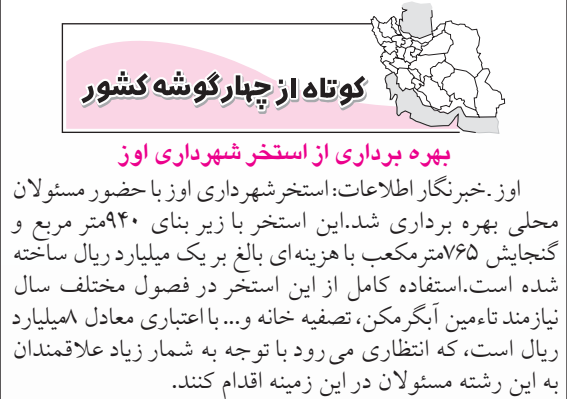 کوتاه از چهارگوشه کشور
بهره برداری از استخر شهرداری اوز
اوز.خبرنگار اطلاعات: استخرشهرداری اوز با حضور مسئولان
محلی بهره برداری شد.این استخر با زیر بنای ۹۴۰متر مربع و
گنجایش ۷۶۵مترمکعب با هزینه‌ای بالغ بر یک میلیارد ریال ساخته
شده است.استفاده کامل از این استخر در فصول مختلف سال
نیازمند تاءمین آبگرمکن، تصفیه خانه و... با اعتباری معادل ۸میلیارد
ریال است، که انتظاری می‌رود با توجه به شمار زیاد علاقمندان
به این رشته مسئولان در این زمینه اقدام کنند.